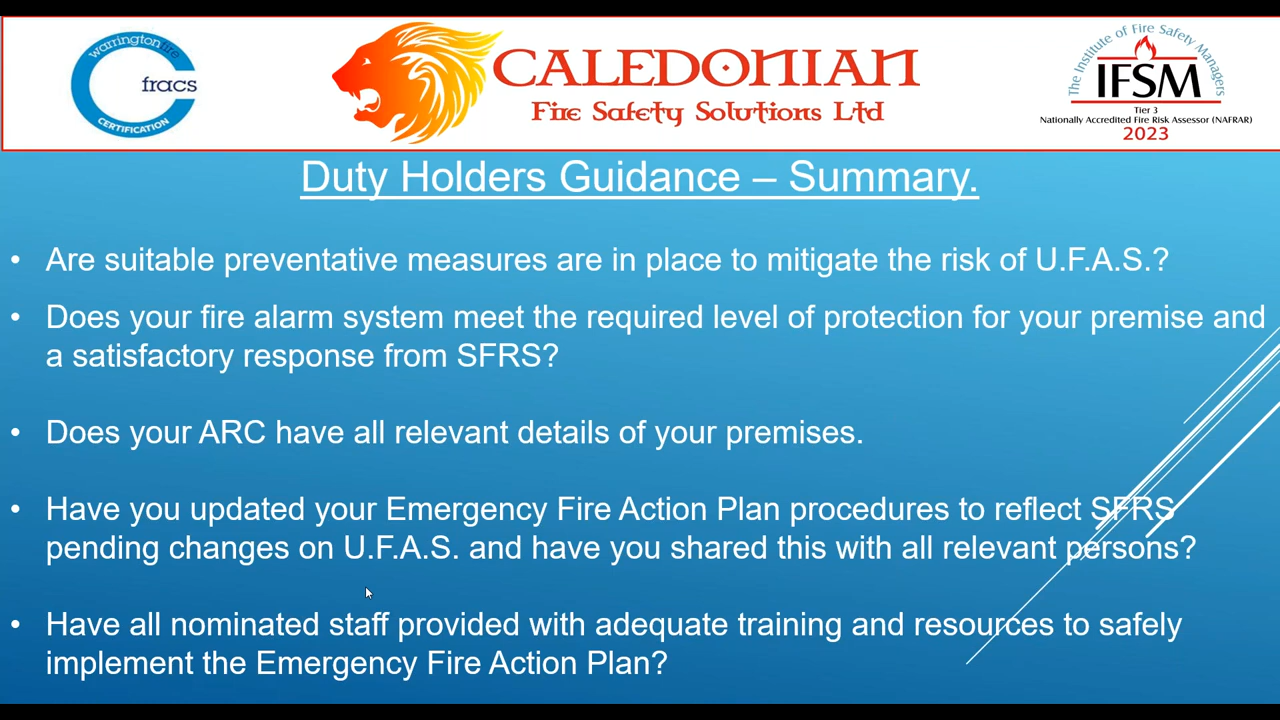 warringtonfire
fracs
CERTIFICATION
CALEDONIAN
Fire Safety Solutions Ltd
The Institute of Fire Safety Managers
IFSM
Tier 3
Nationally Accredited Fire Risk Assessor (NAFRAR)
2023
Duty Holders Guidance – Summary.
• Are suitable preventative measures are in place to mitigate the risk of U.F.A.S.?
• Does your fire alarm system meet the required level of protection for your premise and
a satisfactory response from SFRS?
• Does your ARC have all relevant details of your premises.
• Have you updated your Emergency Fire Action Plan procedures to reflect SFRS
pending changes on U.F.A.S. and have you shared this with all relevant persons?
• Have all nominated staff provided with adequate training and resources to safely
implement the Emergency Fire Action Plan?